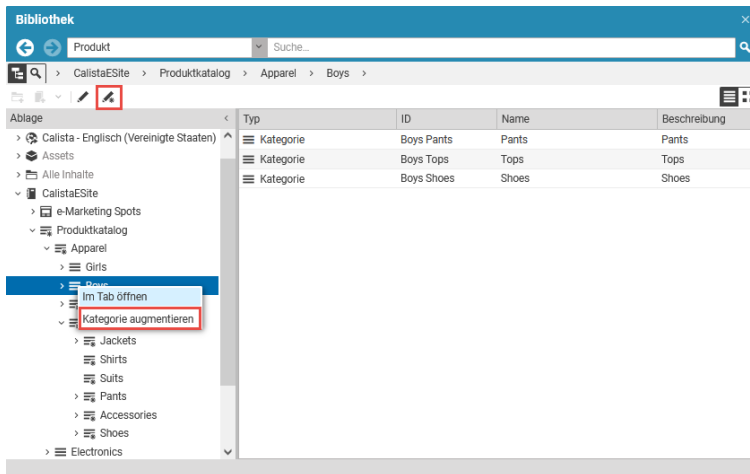 Bibliothek
Produkt Suche...
CalistaESite > Produktkatalog > Apparel > Boys >
Ablage
Typ ID Name Beschreibung
Calista - Englisch (Vereinigte Staaten)
Assets
Alle Inhalte
CalistaESite
e-Marketing Spots
Produktkatalog
Apparel
Girls
Boys
Im Tab öffnen
Kategorie augmentieren
Jackets
Shirts
Suits
Pants
Accessories
Shoes
Electronics
Kategorie Boys Pants Pants Pants
Kategorie Boys Tops Tops Tops
Kategorie Boys Shoes Shoes Shoes